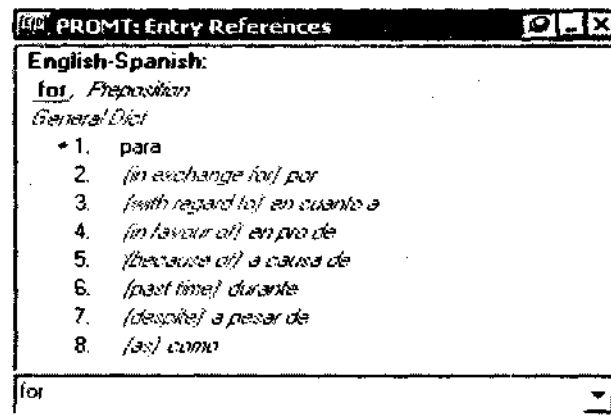 PROMT: Entry References
English-Spanish:
for, Preposition
General Dict
1. para
2. (in exchange for) por
3. (with regard to) en cuanto a
4. (in favour of) en pro de
5. (because of) a causa de
6. (past time) durante
7. (despite) a pesar de
8. (as) como
for